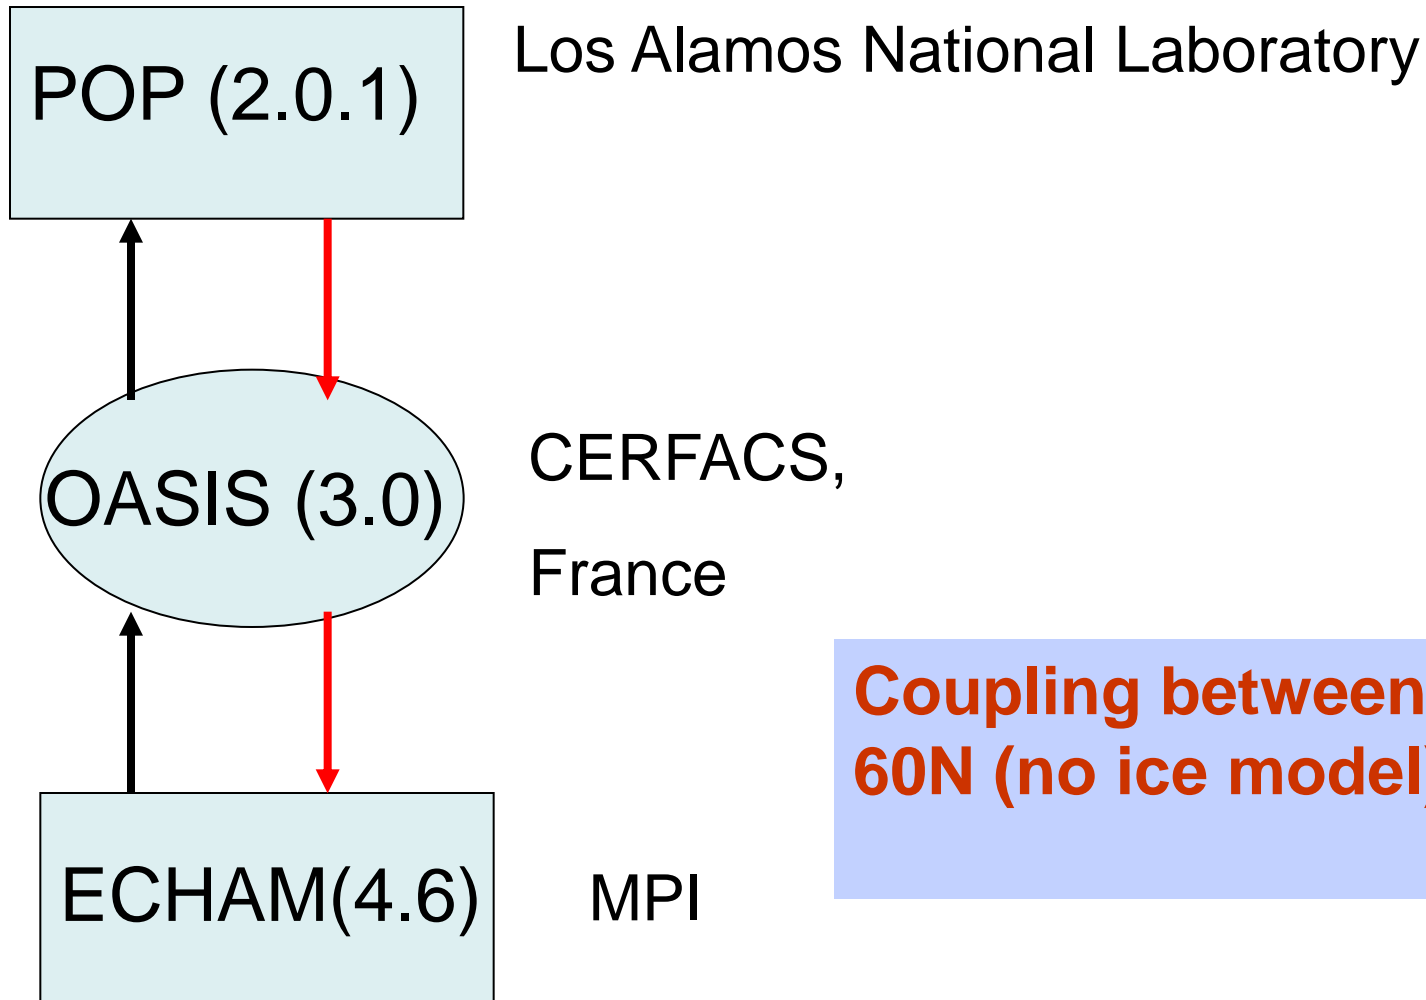 POP (2.0.1)
Los Alamos National Laboratory
OASIS (3.0)
CERFACS,
France
Coupling between
60N (no ice model)
ECHAM(4.6)
MPI